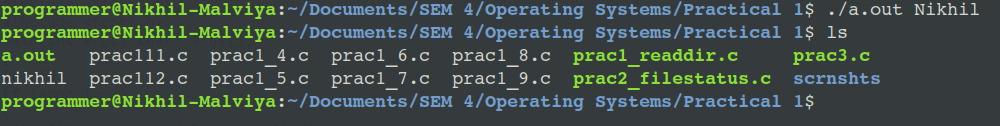 programmer@Nikhil-Malviya:~/Documents/SEM 4/Operating Systems/Practical 1$ ./a.out Nikhil
programmer@Nikhil-Malviya:~/Documents/SEM 4/Operating Systems/Practical 1$ ls
a.out prac111.c prac1_4.c prac1_6.c prac1_8.c prac1_readdir.c prac3.c
nikhil prac112.c prac1_5.c prac1_7.c prac1_9.c prac2_filestatus.c scrnshts
programmer@Nikhil-Malviya:~/Documents/SEM 4/Operating Systems/Practical 1$